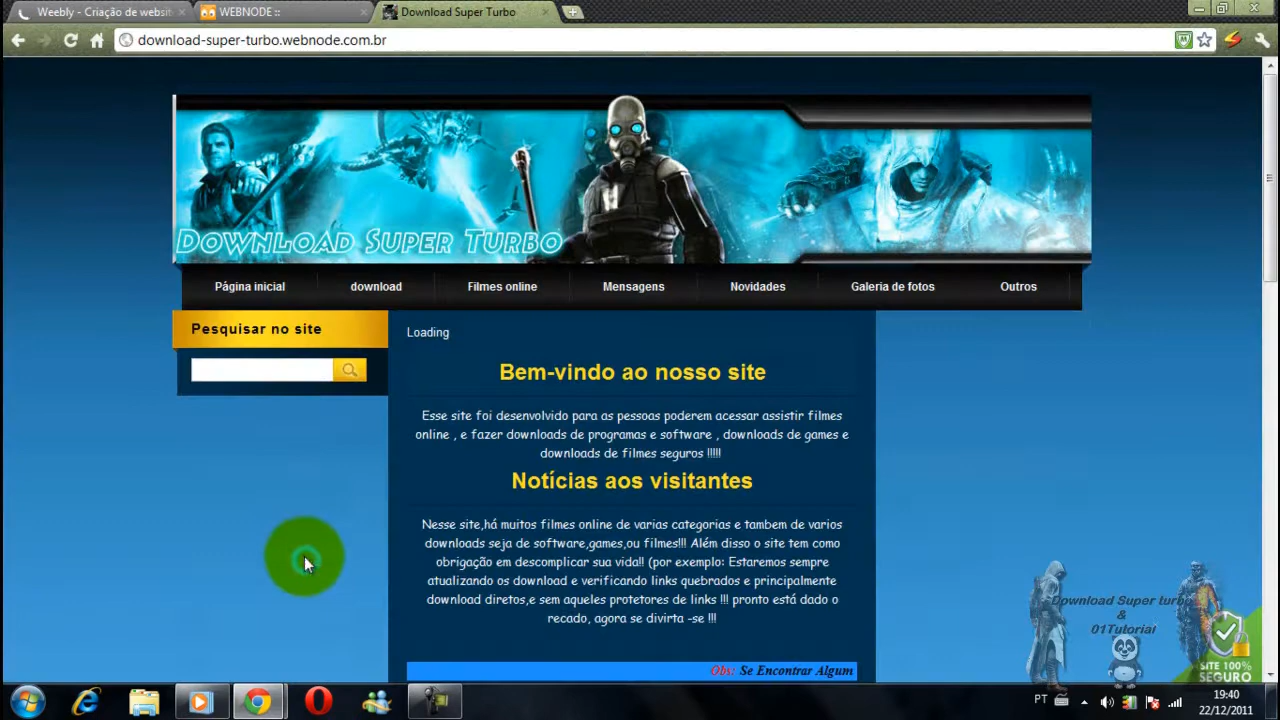 Weebly - Criação de websit
WEBNODE ::
Download Super Turbo
download-super-turbo.webnode.com.br
Download Super Turbo
Página inicial
download
Filmes online
Mensagens
Novidades
Galeria de fotos
Outros
Pesquisar no site
Loading
Bem-vindo ao nosso site
Esse site foi desenvolvido para as pessoas poderem acessar assistir filmes
online , e fazer downloads de programas e software , downloads de games e
downloads de filmes seguros !!!!!
Notícias aos visitantes
Nesse site,há muitos filmes online de varias categorias e tambem de varios
downloads seja de software,games,ou filmes!!! Além disso o site tem como
obrigação em descomplicar sua vida!! (por exemplo: Estaremos sempre
atualizando os download e verificando links quebrados e principalmente
download diretos,e sem aqueles protetores de links !!! pronto está dado o
recado, agora se divirta -se !!!
Obs: Se Encontrar Algum
Download Super turbo
&
01Tutorial
SITE 100%
SEGURO
PT
19:40
22/12/2011